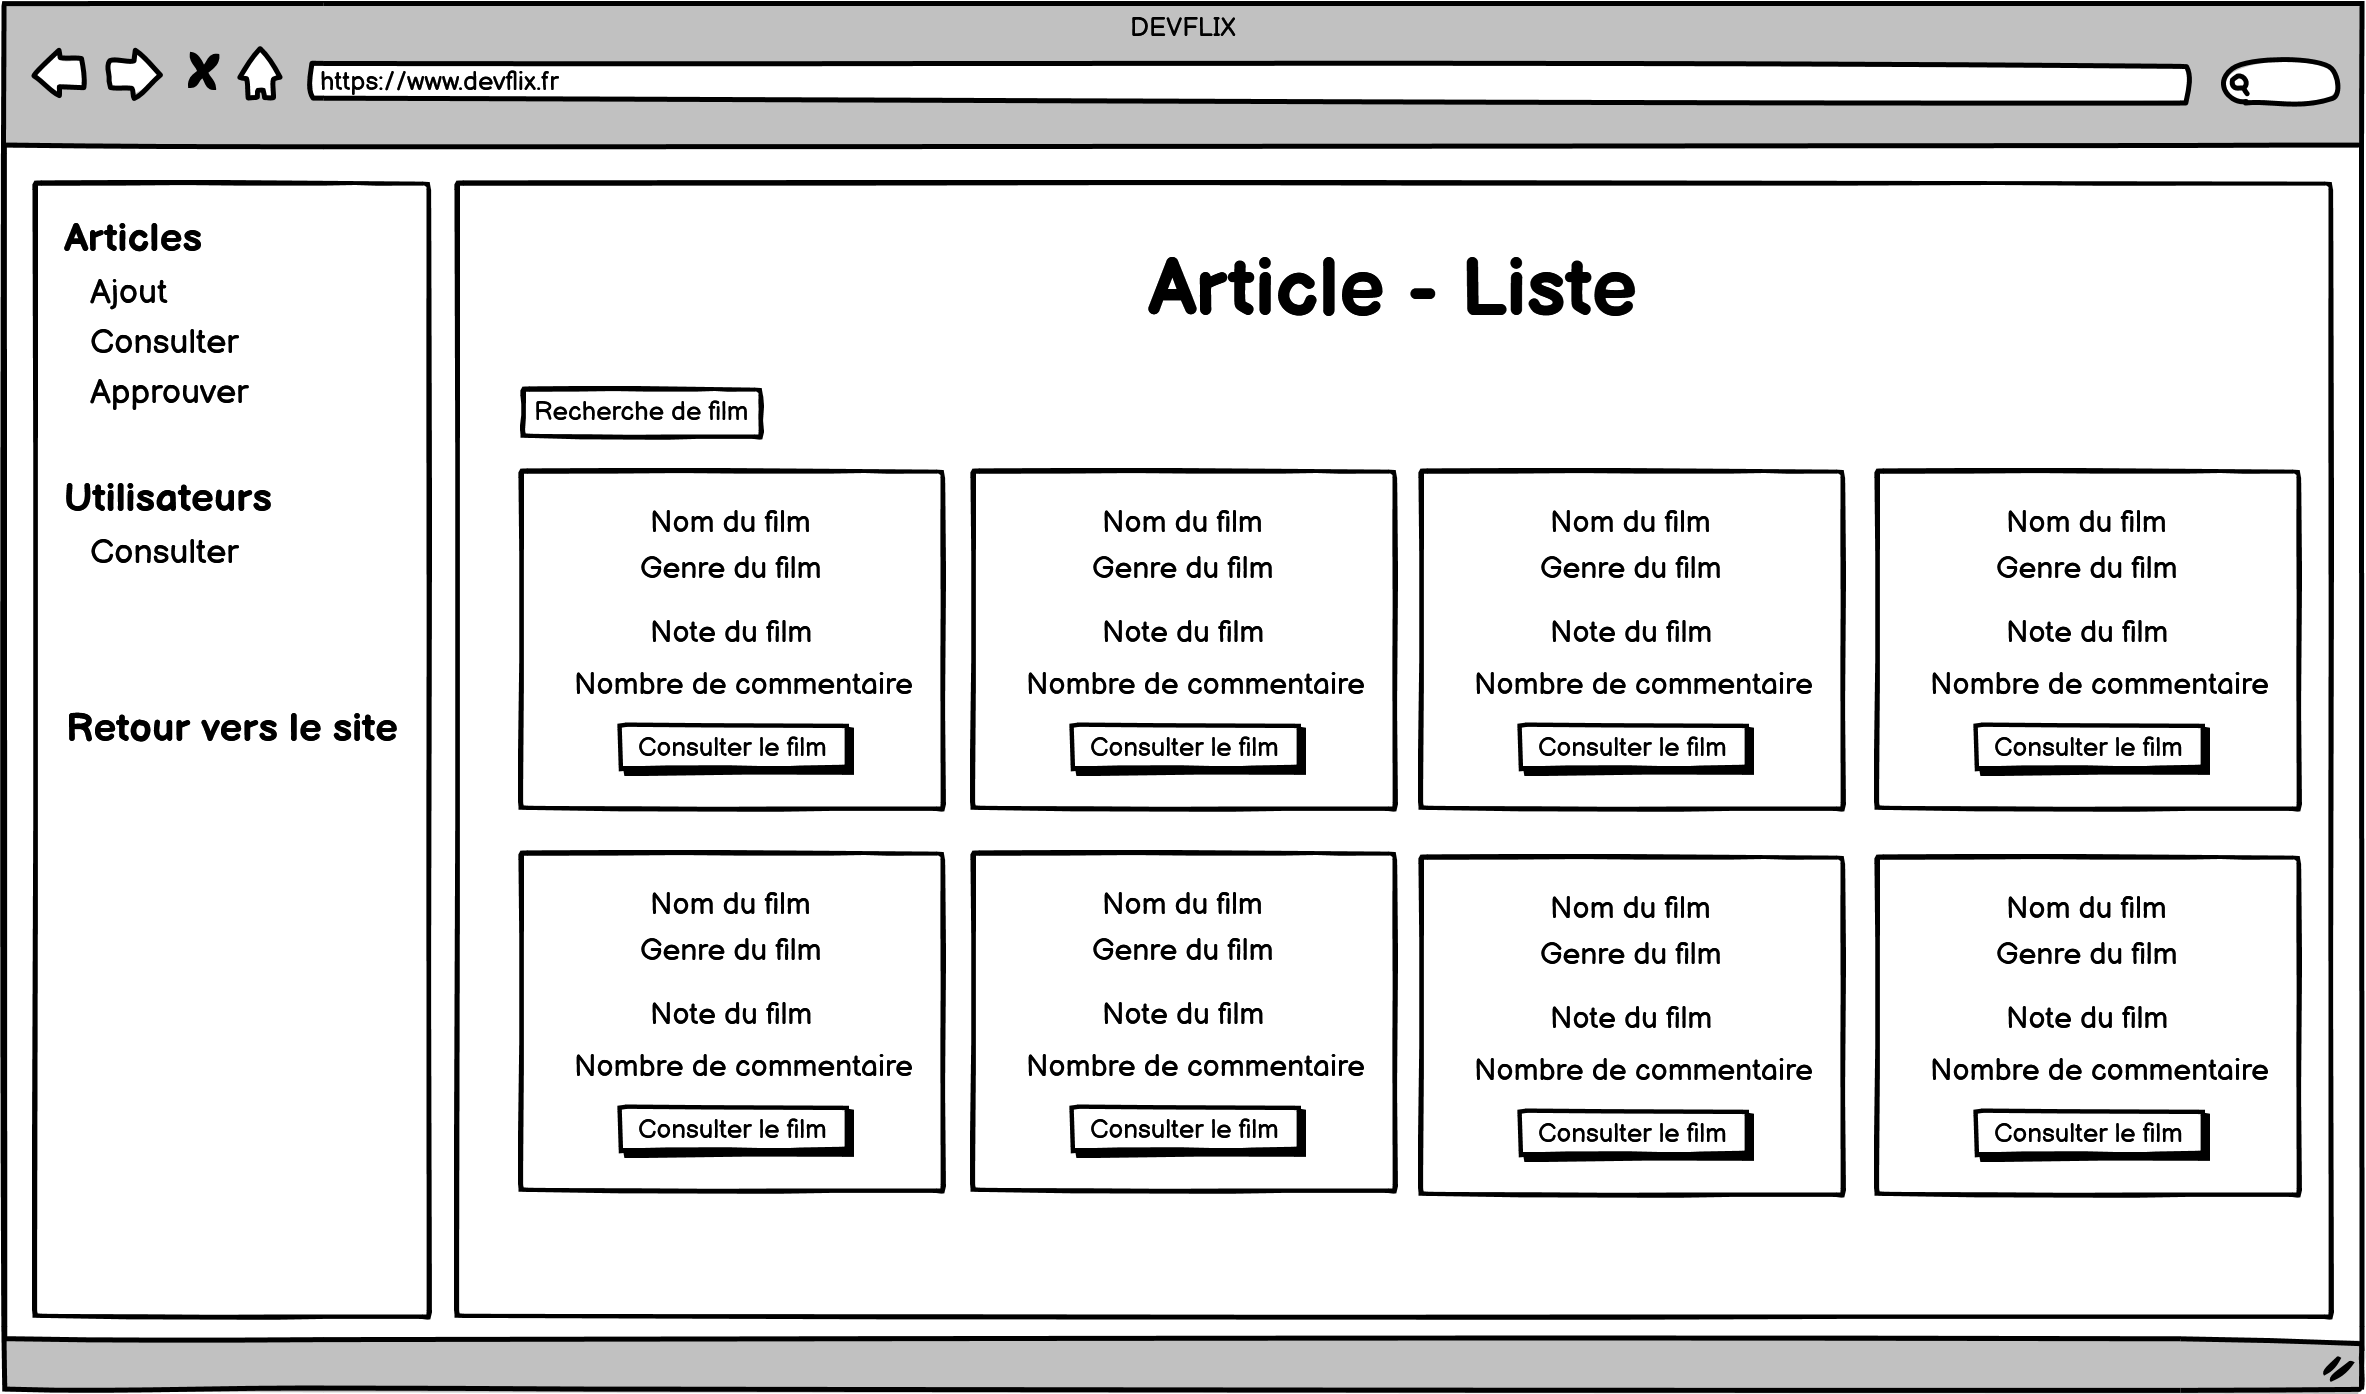 DEVFLIX
https://www.devflix.fr
Articles
Ajout
Consulter
Approuver
Utilisateurs
Consulter
Retour vers le site
Article - Liste
Recherche de film
Nom du film
Genre du film
Note du film
Nombre de commentaire
Consulter le film
Nom du film
Genre du film
Note du film
Nombre de commentaire
Consulter le film
Nom du film
Genre du film
Note du film
Nombre de commentaire
Consulter le film
Nom du film
Genre du film
Note du film
Nombre de commentaire
Consulter le film
Nom du film
Genre du film
Note du film
Nombre de commentaire
Consulter le film
Nom du film
Genre du film
Note du film
Nombre de commentaire
Consulter le film
Nom du film
Genre du film
Note du film
Nombre de commentaire
Consulter le film
Nom du film
Genre du film
Note du film
Nombre de commentaire
Consulter le film